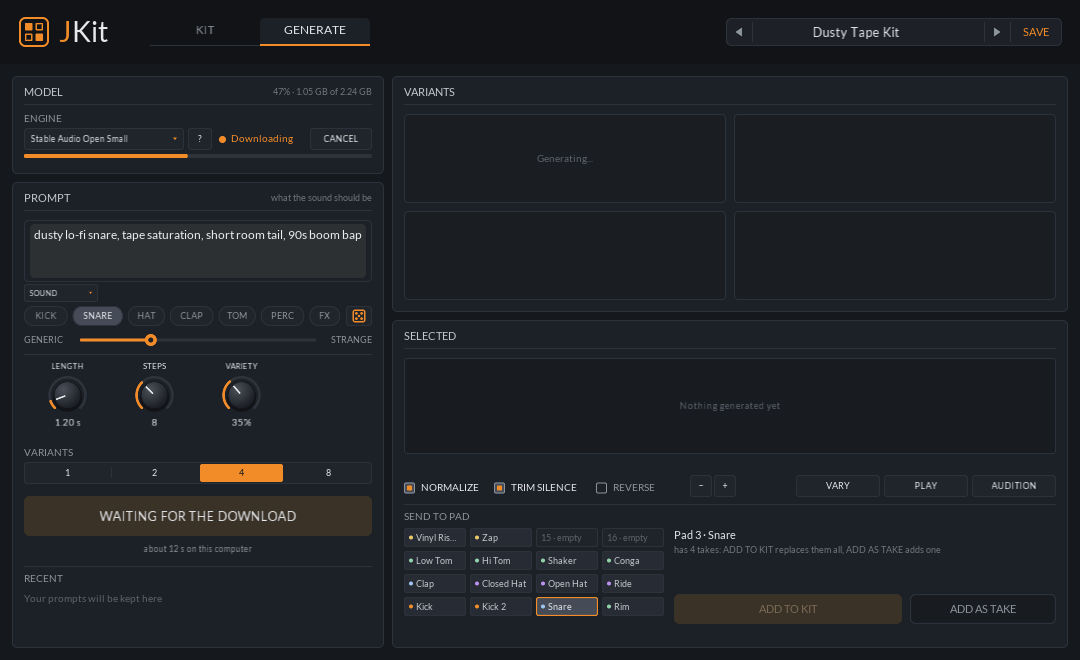 JKit
KIT
GENERATE
Dusty Tape Kit
SAVE
MODEL
47% · 1.05 GB of 2.24 GB
ENGINE
Stable Audio Open Small
?
Downloading
CANCEL
PROMPT
what the sound should be
dusty lo-fi snare, tape saturation, short room tail, 90s boom bap
SOUND
KICK
SNARE
HAT
CLAP
TOM
PERC
FX
GENERIC
STRANGE
LENGTH
STEPS
VARIETY
1.20 s
8
35%
VARIANTS
1
2
4
8
WAITING FOR THE DOWNLOAD
about 12 s on this computer
RECENT
Your prompts will be kept here
VARIANTS
Generating...
SELECTED
Nothing generated yet
NORMALIZE
TRIM SILENCE
REVERSE
-
+
VARY
PLAY
AUDITION
SEND TO PAD
Vinyl Ris...
Zap
15 · empty
16 · empty
Low Tom
Hi Tom
Shaker
Conga
Clap
Closed Hat
Open Hat
Ride
Kick
Kick 2
Snare
Rim
Pad 3 · Snare
has 4 takes: ADD TO KIT replaces them all, ADD AS TAKE adds one
ADD TO KIT
ADD AS TAKE